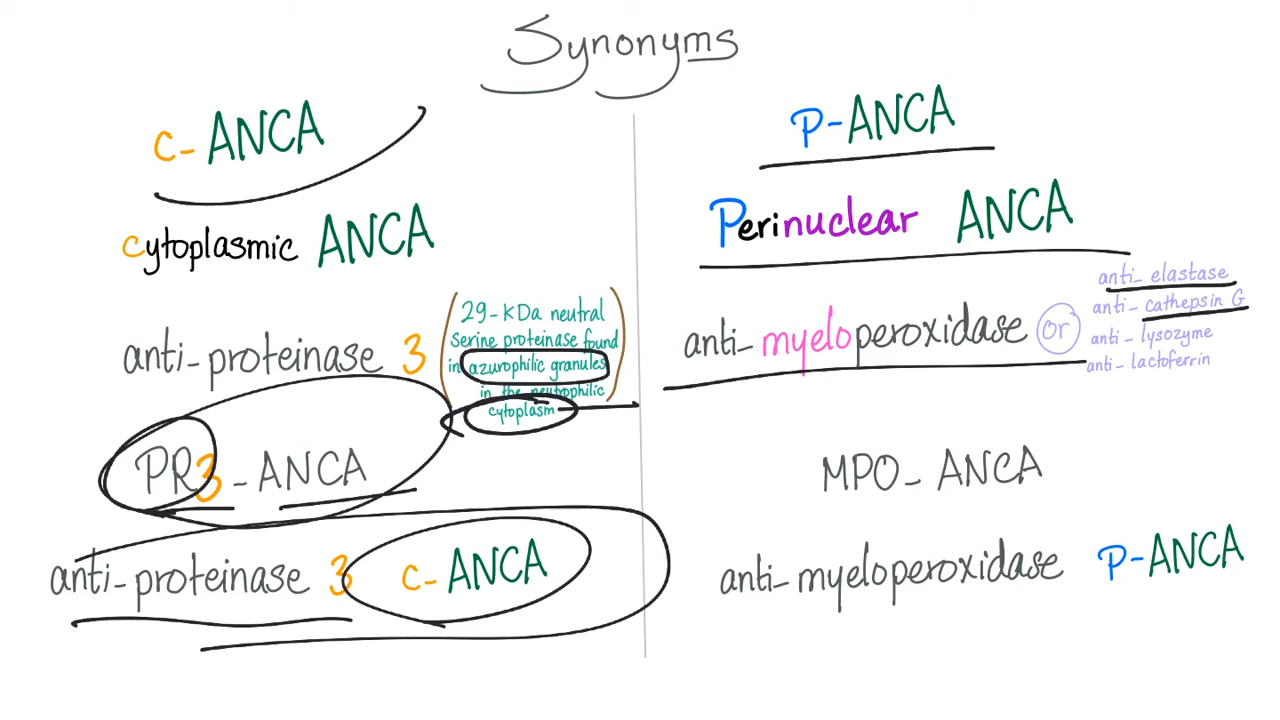 Synonyms
c-ANCA
cytoplasmic ANCA
anti-proteinase 3
(29-KDa neutral
Serine proteinase found
in azurophilic granules
in the neutrophilic
cytoplasm)
PR3-ANCA
anti-proteinase 3 c-ANCA
P-ANCA
Perinuclear ANCA
anti-myeloperoxidase or
anti-elastase
anti-cathepsin G
anti-lysozyme
anti-lactoferrin
MPO-ANCA
anti-myeloperoxidase P-ANCA